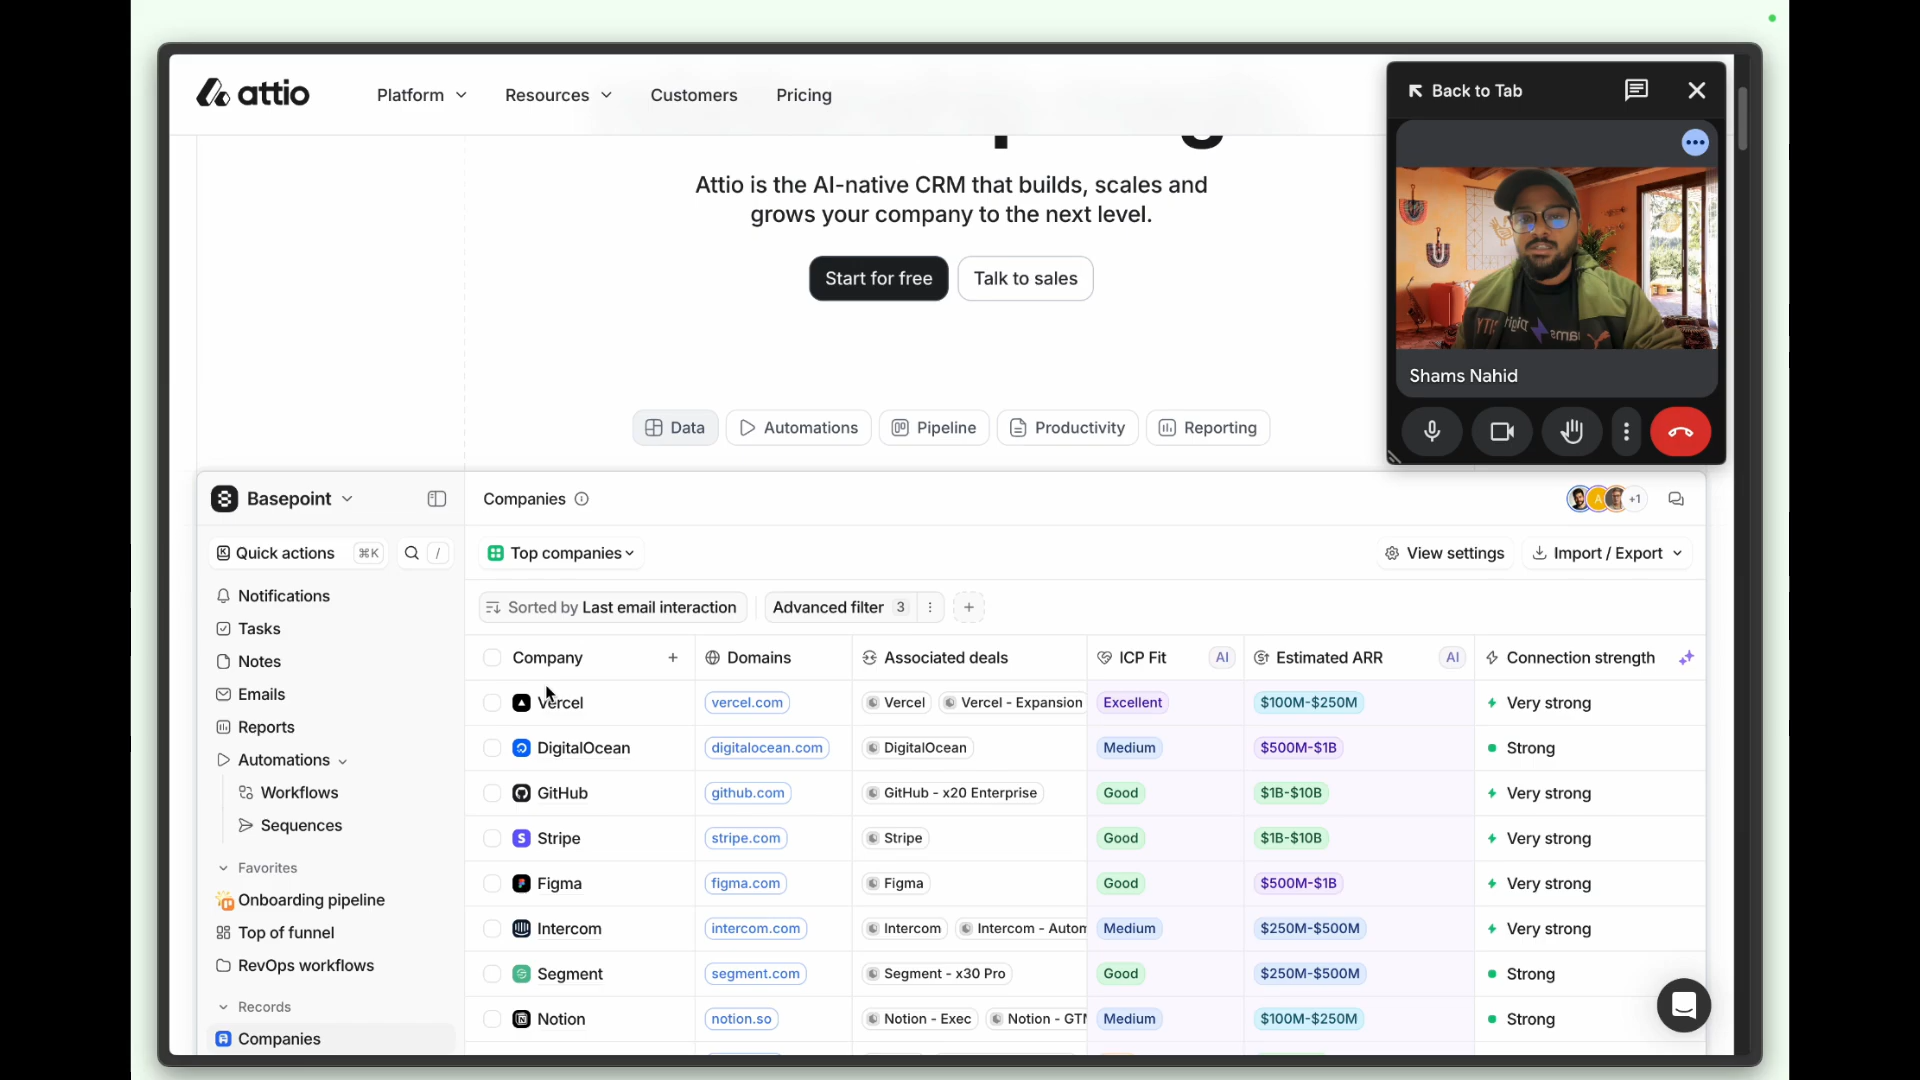 attio
Platform
Resources
Customers
Pricing
Attio is the AI-native CRM that builds, scales and
grows your company to the next level.
Start for free
Talk to sales
Back to Tab
Shams Nahid
Data
Automations
Pipeline
Productivity
Reporting
Basepoint
Quick actions ⌘K /
Notifications
Tasks
Notes
Emails
Reports
Automations
Workflows
Sequences
Favorites
Onboarding pipeline
Top of funnel
RevOps workflows
Records
Companies
Companies
A +1
Top companies
View settings
Import / Export
Sorted by Last email interaction
Advanced filter 3
Company + Domains Associated deals ICP Fit AI Estimated ARR AI Connection strength
Vercel vercel.com Vercel Vercel - Expansion Excellent $100M-$250M Very strong
DigitalOcean digitalocean.com DigitalOcean Medium $500M-$1B Strong
GitHub github.com GitHub - x20 Enterprise Good $1B-$10B Very strong
Stripe stripe.com Stripe Good $1B-$10B Very strong
Figma figma.com Figma Good $500M-$1B Very strong
Intercom intercom.com Intercom Intercom - Autom Medium $250M-$500M Very strong
Segment segment.com Segment - x30 Pro Good $250M-$500M Strong
Notion notion.so Notion - Exec Notion - GTM Medium $100M-$250M Strong